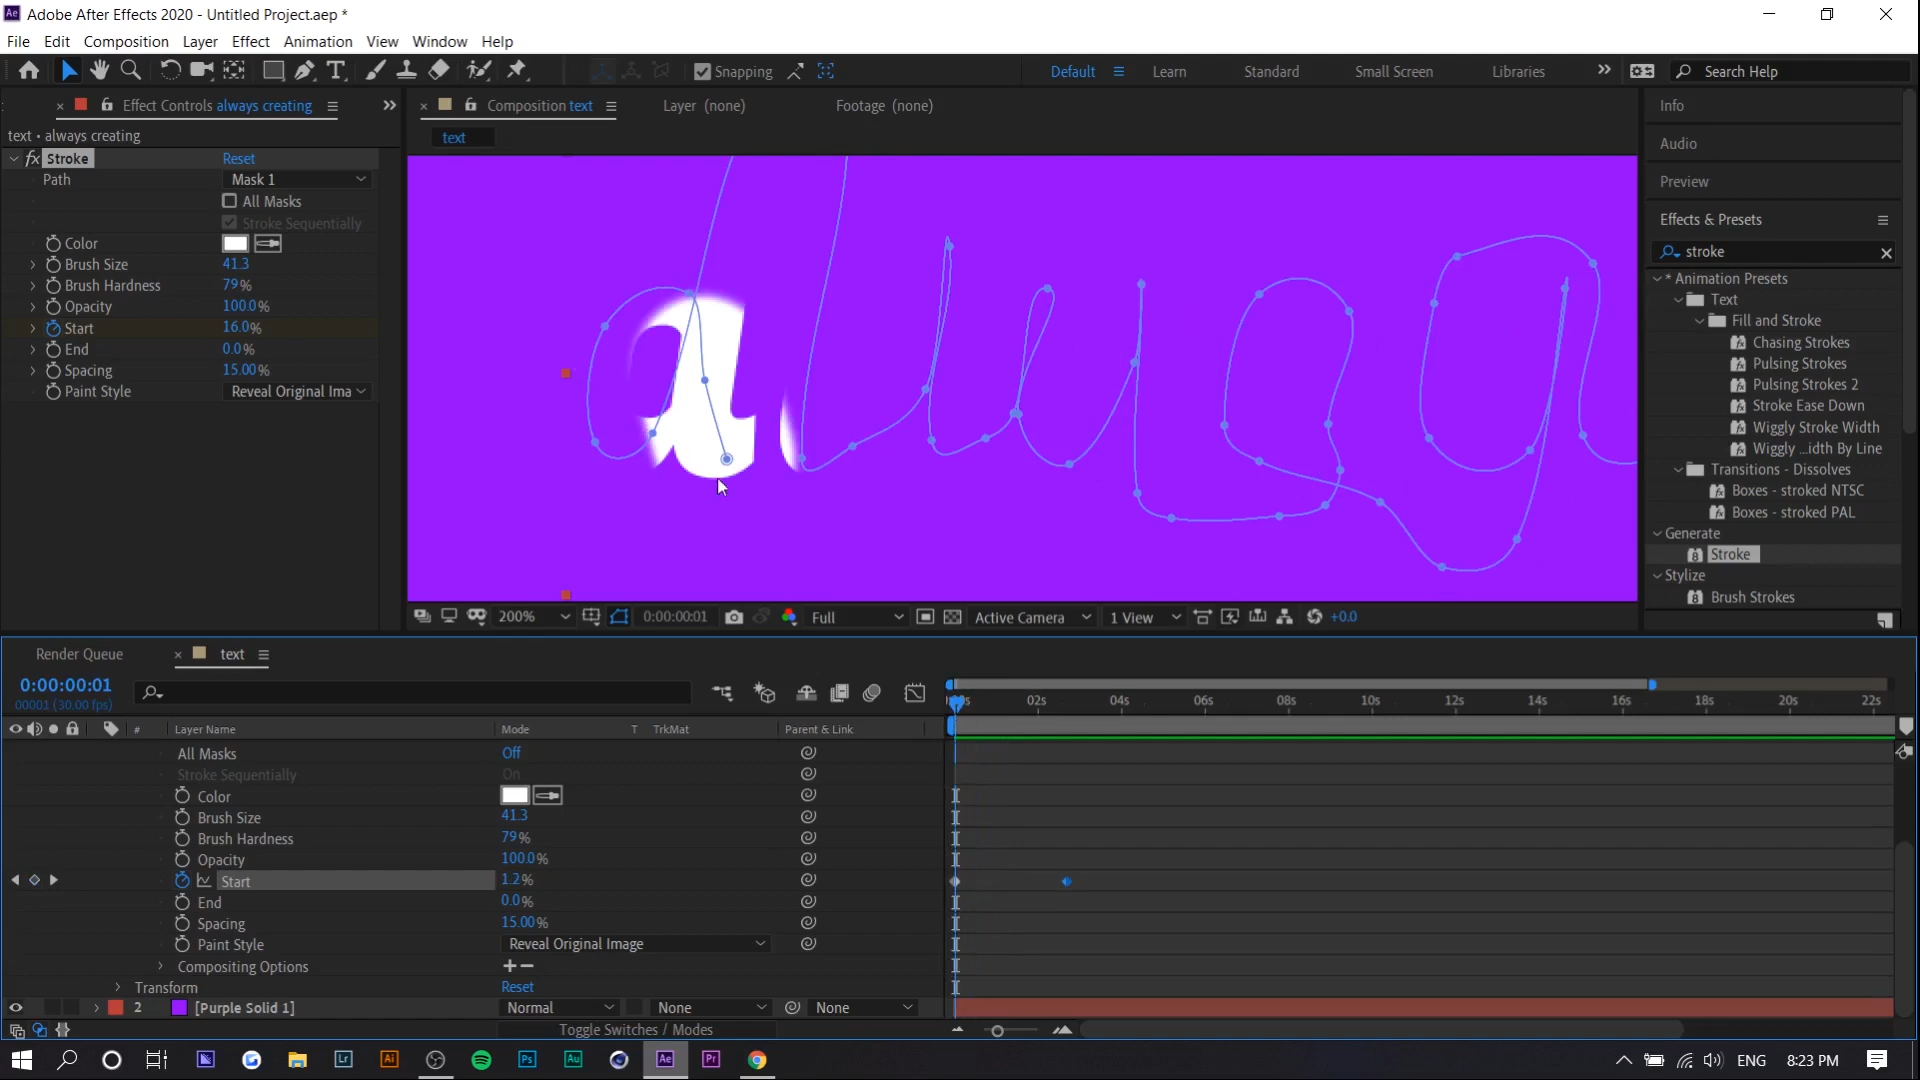 Adobe After Effects 2020 - Untitled Project.aep *
File Edit Composition Layer Effect Animation View Window Help
Snapping Default Learn Standard Small Screen Libraries Search Help
Effect Controls always creating
Composition text Layer (none) Footage (none)
Info
text • always creating
text
Audio
fx Stroke Reset
Path Mask 1
Preview
All Masks
Stroke Sequentially
Effects & Presets
Color
stroke
Brush Size 41.3
Brush Hardness 79%
Opacity 100.0%
Start 16.0%
End 0.0%
Spacing 15.00%
Paint Style Reveal Original Ima
* Animation Presets
Text
Fill and Stroke
Chasing Strokes
Pulsing Strokes
Pulsing Strokes 2
Stroke Ease Down
Wiggly Stroke Width
Wiggly ...idth By Line
Transitions - Dissolves
Boxes - stroked NTSC
Boxes - stroked PAL
Generate
Stroke
Stylize
Brush Strokes
a
200% 0:00:00:01 Full Active Camera 1 View +0.0
Render Queue text
0:00:00:01
00001 (30.00 fps)
02s 04s 06s 08s 10s 12s 14s 16s 18s 20s 22s
# Layer Name Mode T TrkMat Parent & Link
All Masks Off
Stroke Sequentially On
Color
Brush Size 41.3
Brush Hardness 79%
Opacity 100.0%
Start 1.2%
End 0.0%
Spacing 15.00%
Paint Style Reveal Original Image
Compositing Options +−
Transform Reset
2 [Purple Solid 1] Normal None None
Toggle Switches / Modes
Lr Ai Ps Au Ae Pr ENG 8:23 PM